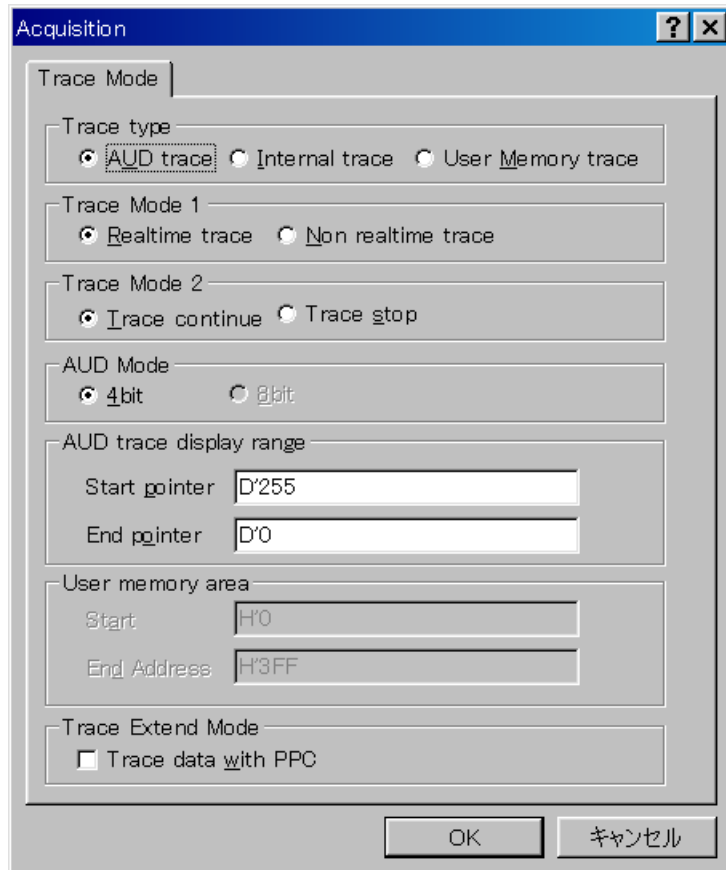 Acquisition
Trace Mode
Trace type
AUD trace Internal trace User Memory trace
Trace Mode 1
Realtime trace Non realtime trace
Trace Mode 2
Trace continue Trace stop
AUD Mode
4bit 8bit
AUD trace display range
Start pointer D'255
End pointer D'0
User memory area
Start H'0
End Address H'3FF
Trace Extend Mode
Trace data with PPC
OK キャンセル